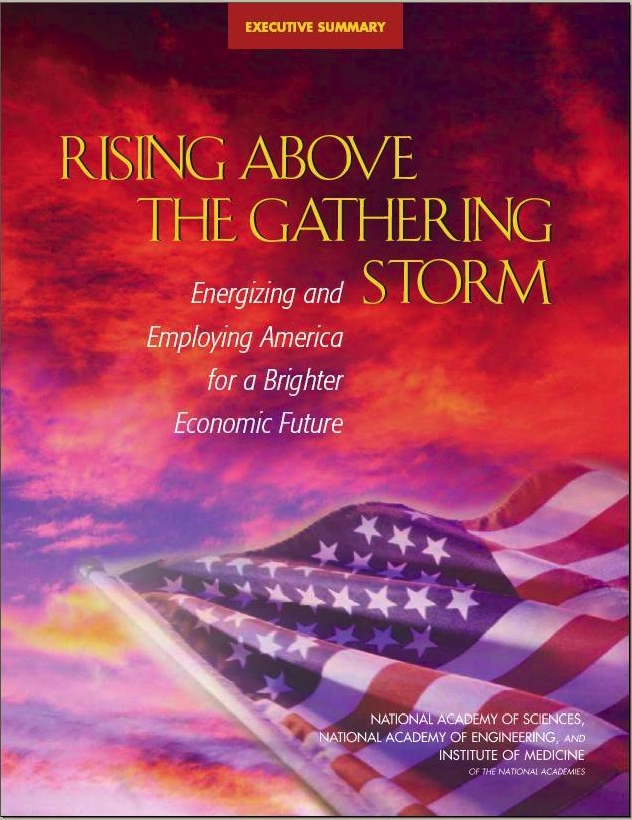 EXECUTIVE SUMMARY
RISING ABOVE
THE GATHERING
STORM
Energizing and
Employing America
for a Brighter
Economic Future
NATIONAL ACADEMY OF SCIENCES,
NATIONAL ACADEMY OF ENGINEERING, AND
INSTITUTE OF MEDICINE
OF THE NATIONAL ACADEMIES